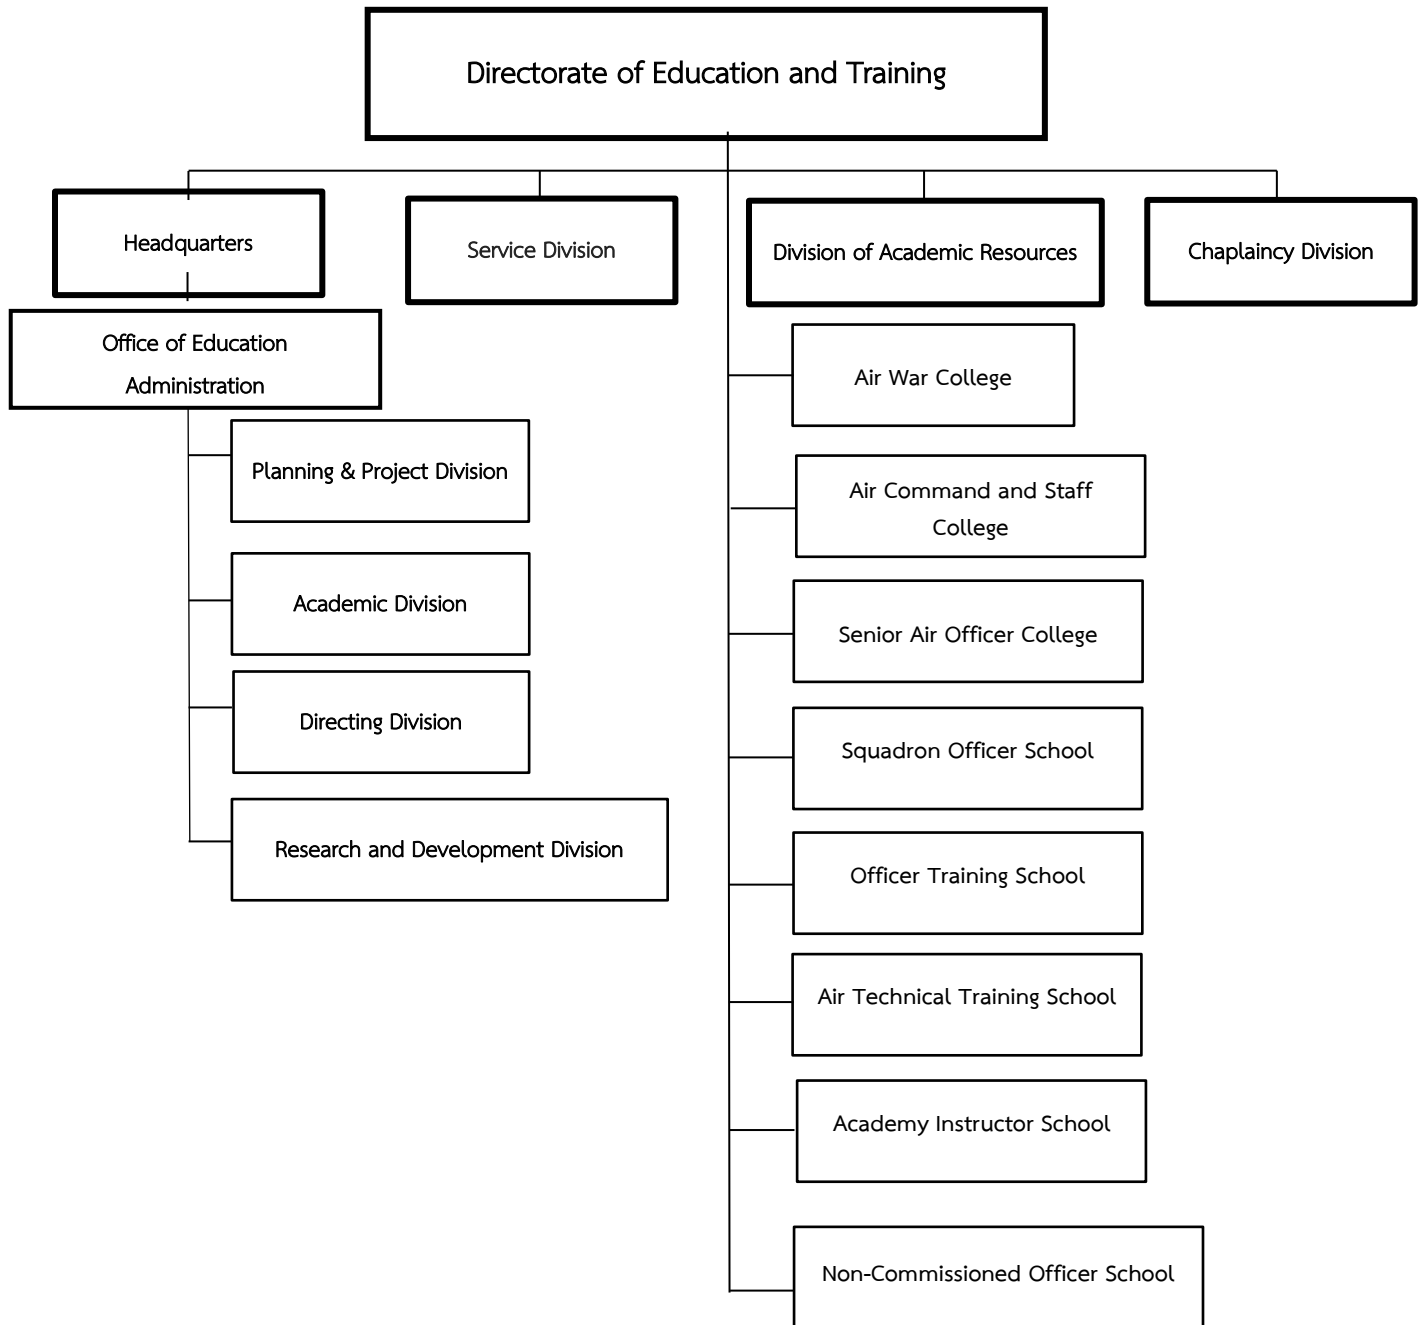 Directorate of Education and Training
Headquarters
Service Division
Division of Academic Resources
Chaplaincy Division
Office of Education
Administration
Planning & Project Division
Academic Division
Directing Division
Research and Development Division
Air War College
Air Command and Staff
College
Senior Air Officer College
Squadron Officer School
Officer Training School
Air Technical Training School
Academy Instructor School
Non-Commissioned Officer School